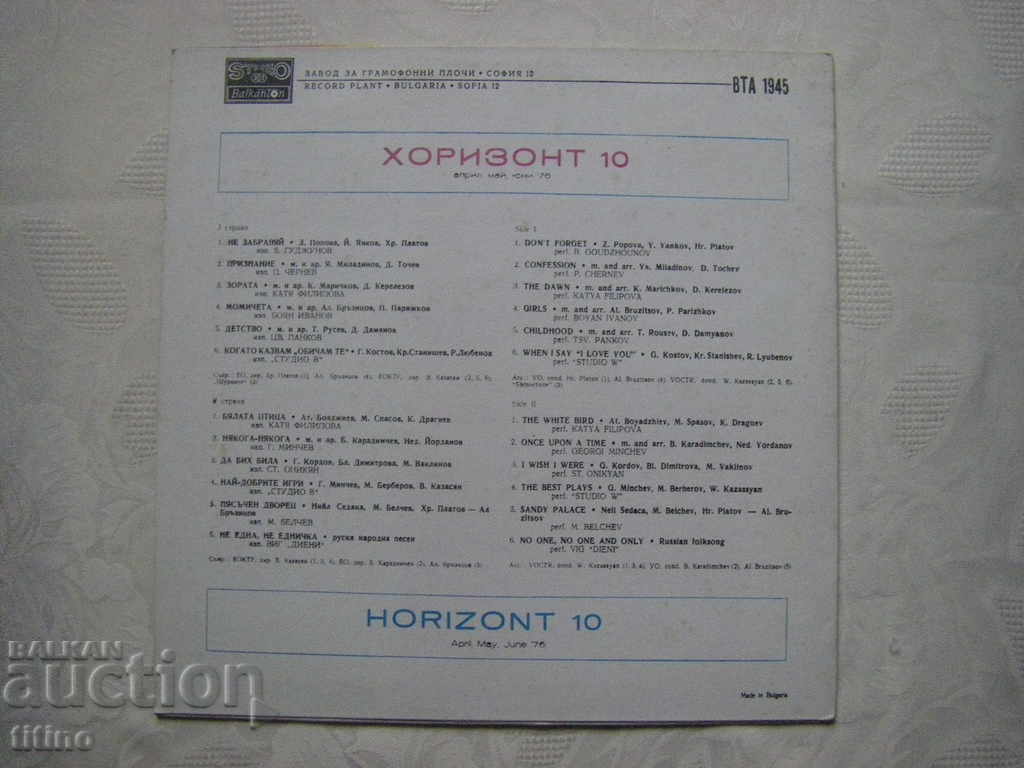 STEREO
Balkanton
ЗАВОД ЗА ГРАМОФОННИ ПЛОЧИ • СОФИЯ 12
RECORD PLANT • BULGARIA • SOFIA 12
ВТА 1945
ХОРИЗОНТ 10
април, май, юни '76
I страна
1. НЕ ЗАБРАВЯЙ • З. Попова, Й. Янков, Хр. Платов
изп. Б. ГУДЖУНОВ
2. ПРИЗНАНИЕ • м. и ар. Я. Миладинов, Д. Точев
изп. П. ЧЕРНЕВ
3. ЗОРАТА • м. и ар. К. Маричков, Д. Керелезов
изп. КАТЯ ФИЛИПОВА
4. МОМИЧЕТА • м. и ар. Ал. Бръзицов, П. Парижков
изп. БОЯН ИВАНОВ
5. ДЕТСТВО • м. и ар. Т. Русев, Д. Дамянов
изп. ЦВ. ПАНКОВ
6. КОГАТО КАЗВАМ „ОБИЧАМ ТЕ" • Г. Костов, Кр. Станишев, Р. Любенов
изп. „СТУДИО В"
II страна
1. БЯЛАТА ПТИЦА • Ат. Бояджиев, М. Спасов, К. Драгнев
изп. КАТЯ ФИЛИПОВА
2. НЯКОГА-НЯКОГА • м. и ар. Б. Карадимчев, Нед. Йорданов
изп. Г. МИНЧЕВ
3. ДА БИХ БИЛА • Г. Кордов, Бл. Димитрова, М. Ваклинов
изп. СТ. ОНИКЯН
4. НАЙ-ДОБРИТЕ ИГРИ • Г. Минчев, М. Берберов, В. Казасян
изп. „СТУДИО В"
5. ПЯСЪЧЕН ДВОРЕЦ • Нийл Седака, М. Белчев, Хр. Платов — Ал. Бръзицов
изп. М. БЕЛЧЕВ
6. НЕ ЕДНА, НЕ ЕДНИЧКА • руска народна песен
изп. ВИГ „ДИЕНИ"
Side I
1. DON'T FORGET • Z. Popova, Y. Yankov, Hr. Platov
perf. B. GOUDZHOUNOV
2. CONFESSION • m. and arr. Ya. Miladinov, D. Tochev
perf. P. CHERNEV
3. THE DAWN • m. and arr. K. Marichkov, D. Kerelezov
perf. KATYA FILIPOVA
4. GIRLS • m. and arr. Al. Bruzitsov, P. Parizhkov
perf. BOYAN IVANOV
5. CHILDHOOD • m. and arr. T. Rousev, D. Damyanov
perf. TSV. PANKOV
6. WHEN I SAY "I LOVE YOU" • G. Kostov, Kr. Stanishev, R. Lyubenov
perf. "STUDIO W"
Side II
1. THE WHITE BIRD • At. Boyadzhiev, M. Spasov, K. Dragnev
perf. KATYA FILIPOVA
2. ONCE UPON A TIME • m. and arr. B. Karadimchev, Ned. Yordanov
perf. GEORGI MINCHEV
3. I WISH I WERE • G. Kordov, Bl. Dimitrova, M. Vaklinov
perf. ST. ONIKYAN
4. THE BEST PLAYS • G. Minchev, M. Berberov, W. Kazassyan
perf. "STUDIO W"
5. SANDY PALACE • Neil Sedaca, M. Belchev, Hr. Platov — Al. Bruzitsov
perf. M. BELCHEV
6. NO ONE, NO ONE AND ONLY • Russian folksong
perf. VIG "DIENI"
HORIZONT 10
April, May, June '76
Made in Bulgaria
BALKAN
auction
titino